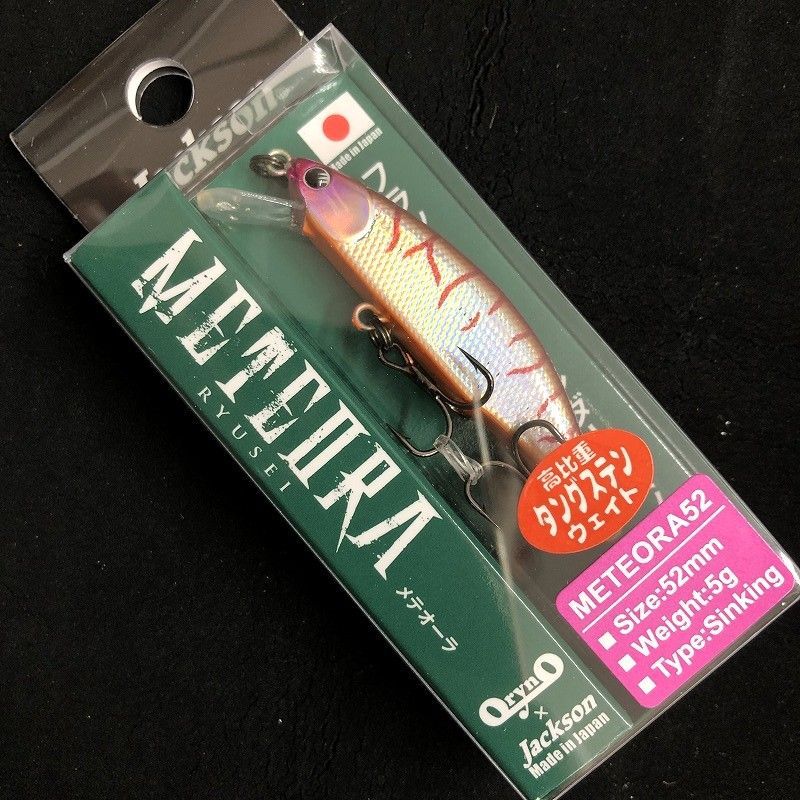 Jackson
Made in Japan
METEORA
RYUSEI
メテオーラ
高比重
タングステン
ウェイト
METEORA52
■ Size:52mm
■ Weight:5g
■ Type:Sinking
OrynO
×
Jackson
Made in Japan